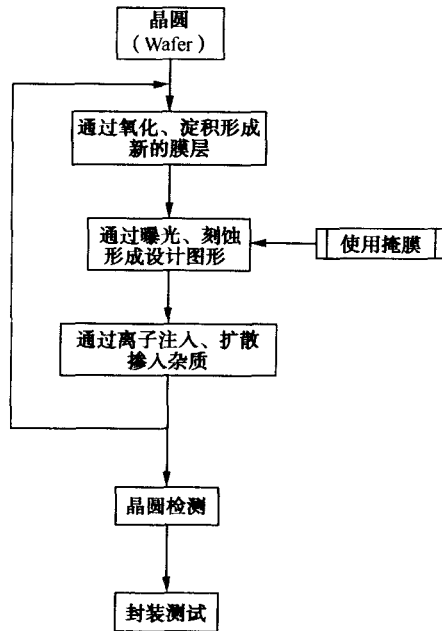 晶圆
（Wafer）
通过氧化、淀积形成
新的膜层
通过曝光、刻蚀
形成设计图形
使用掩膜
通过离子注入、扩散
掺入杂质
晶圆检测
封装测试